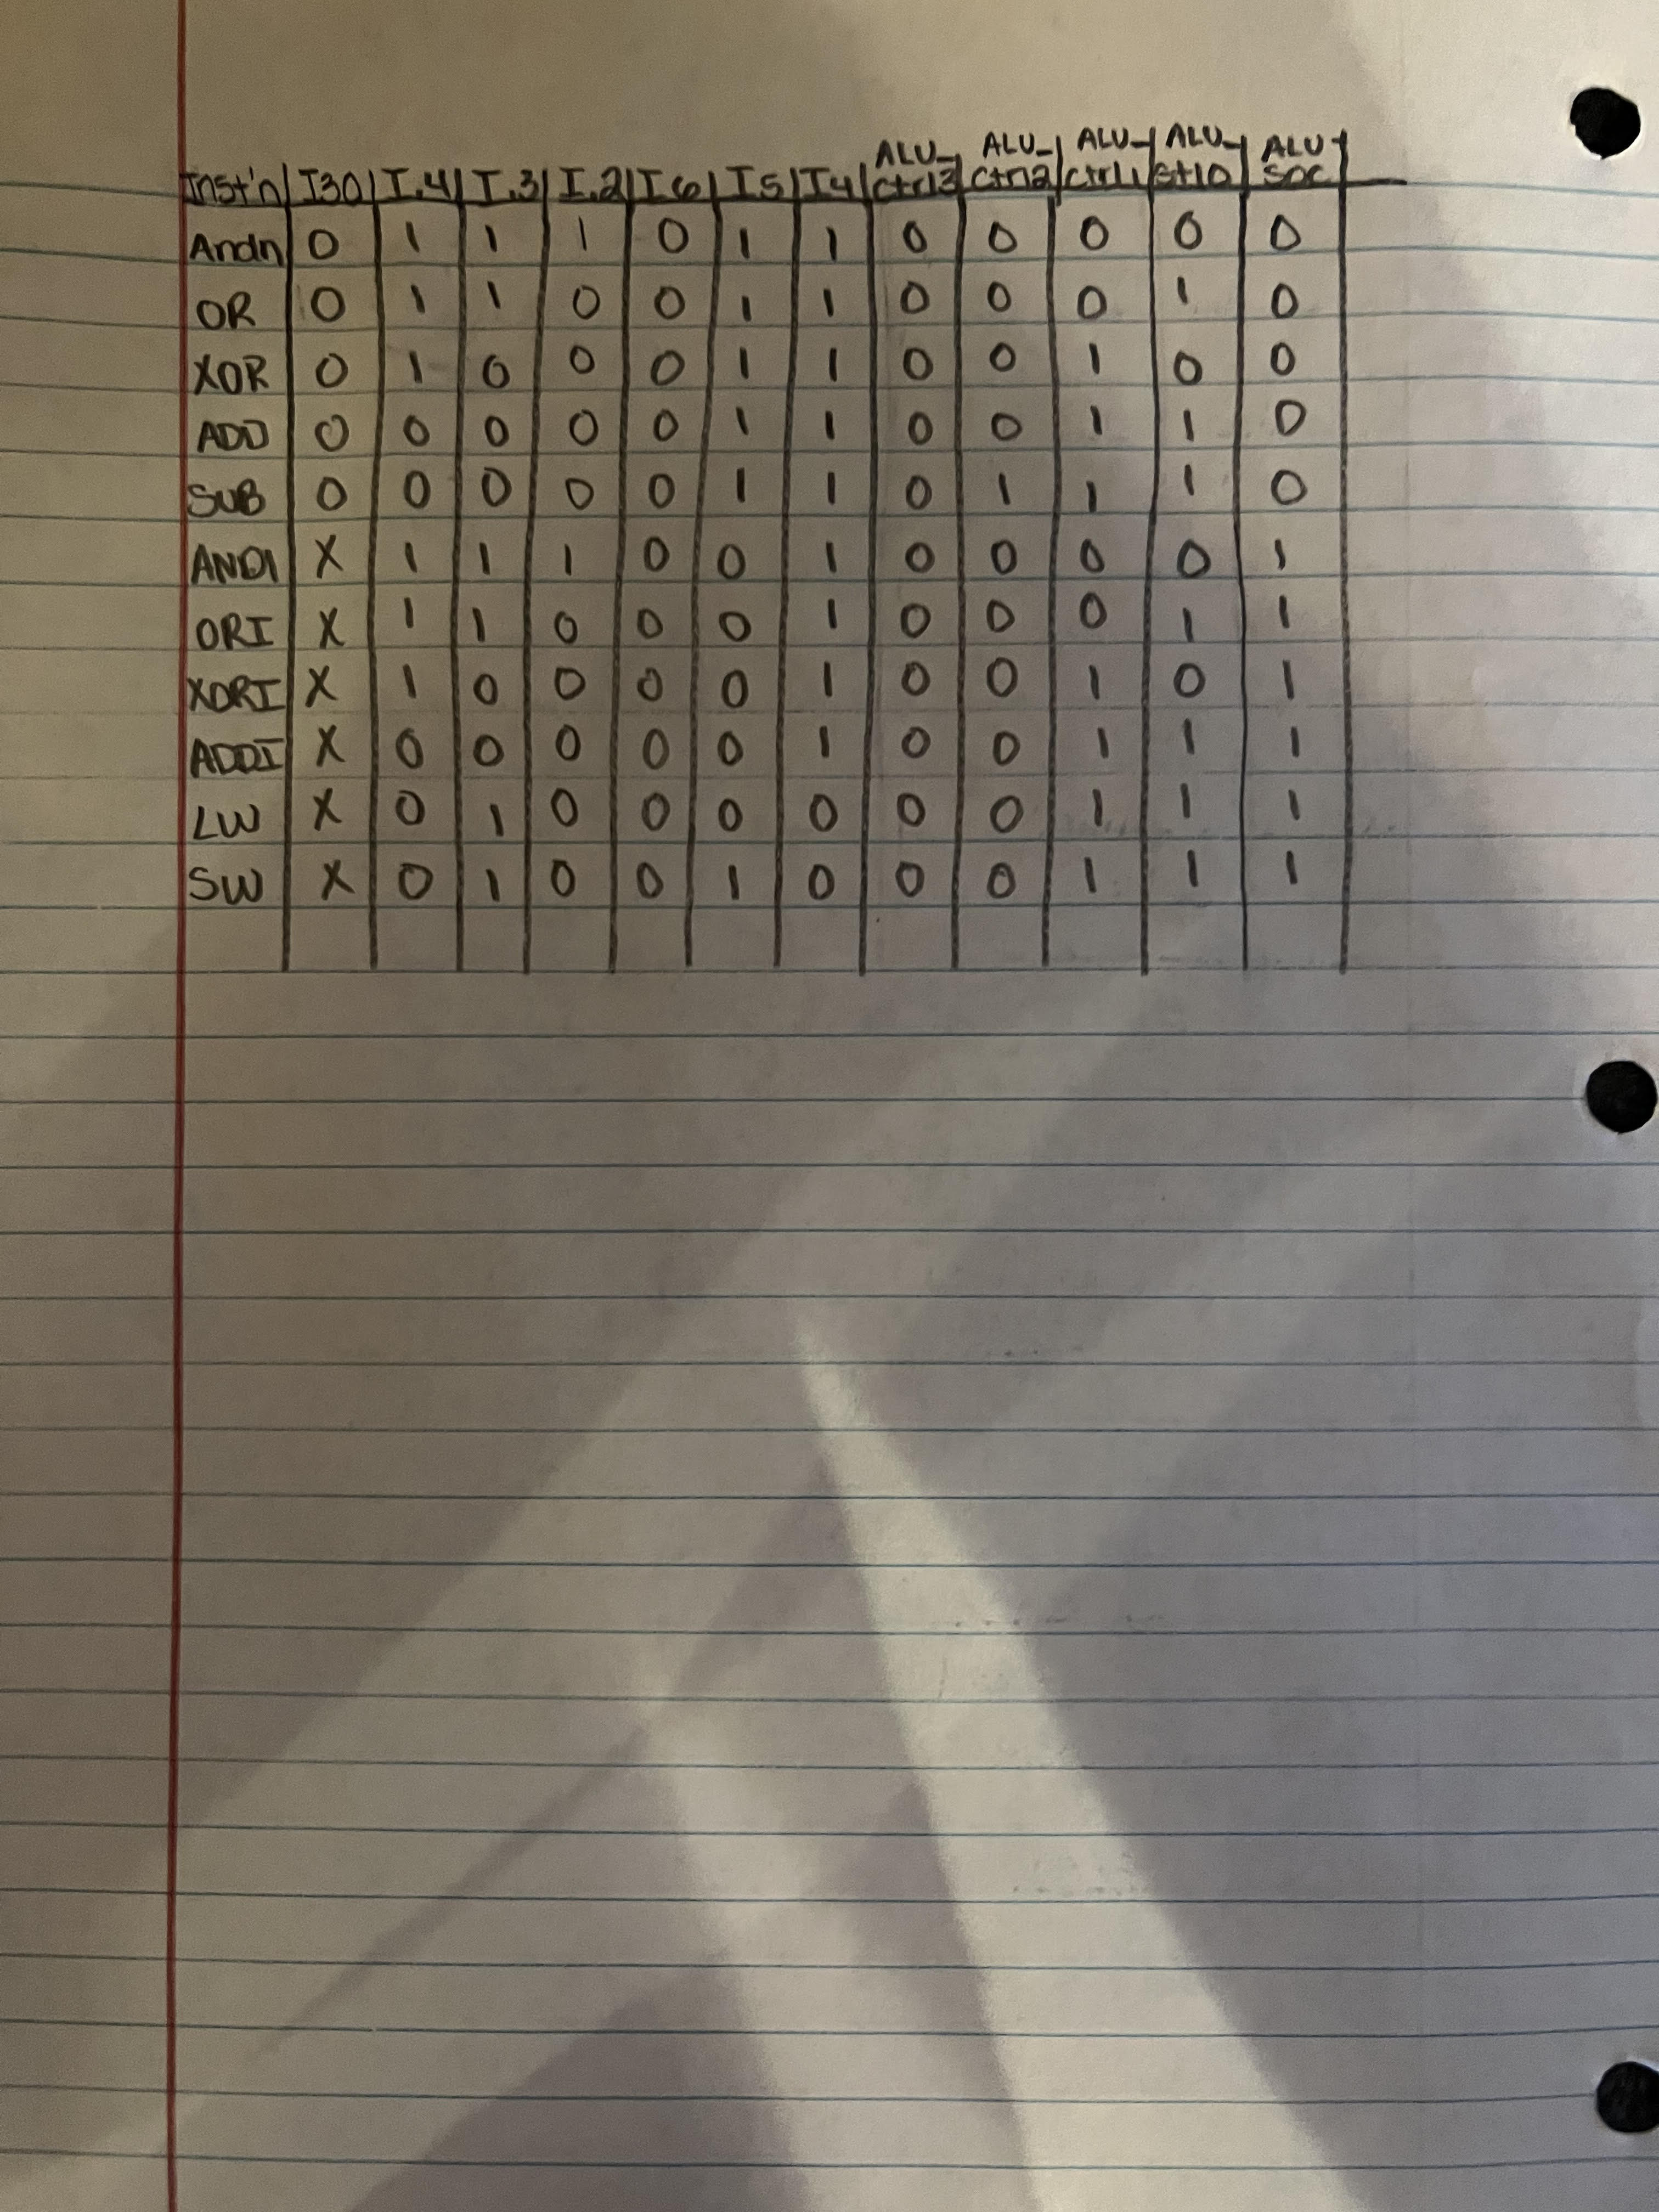 ALU_ ALU_ ALU_ ALU_ ALU
Inst'n I30 I.4 I.3 I.2 I6 I5 I4 Ctrl3 Ctrl2 Ctrl1 Ctrl0 Src
Andn 0 1 1 1 0 1 1 0 0 0 0 0
OR 0 1 1 0 0 1 1 0 0 0 1 0
XOR 0 1 0 0 0 1 1 0 0 1 0 0
ADD 0 0 0 0 0 1 1 0 0 1 1 0
SUB 0 0 0 0 0 1 1 0 1 1 1 0
ANDI X 1 1 1 0 0 1 0 0 0 0 1
ORI X 1 1 0 0 0 1 0 0 0 1 1
XORI X 1 0 0 0 0 1 0 0 1 0 1
ADDI X 0 0 0 0 0 1 0 0 1 1 1
LW X 0 1 0 0 0 0 0 0 1 1 1
SW X 0 1 0 0 1 0 0 0 1 1 1